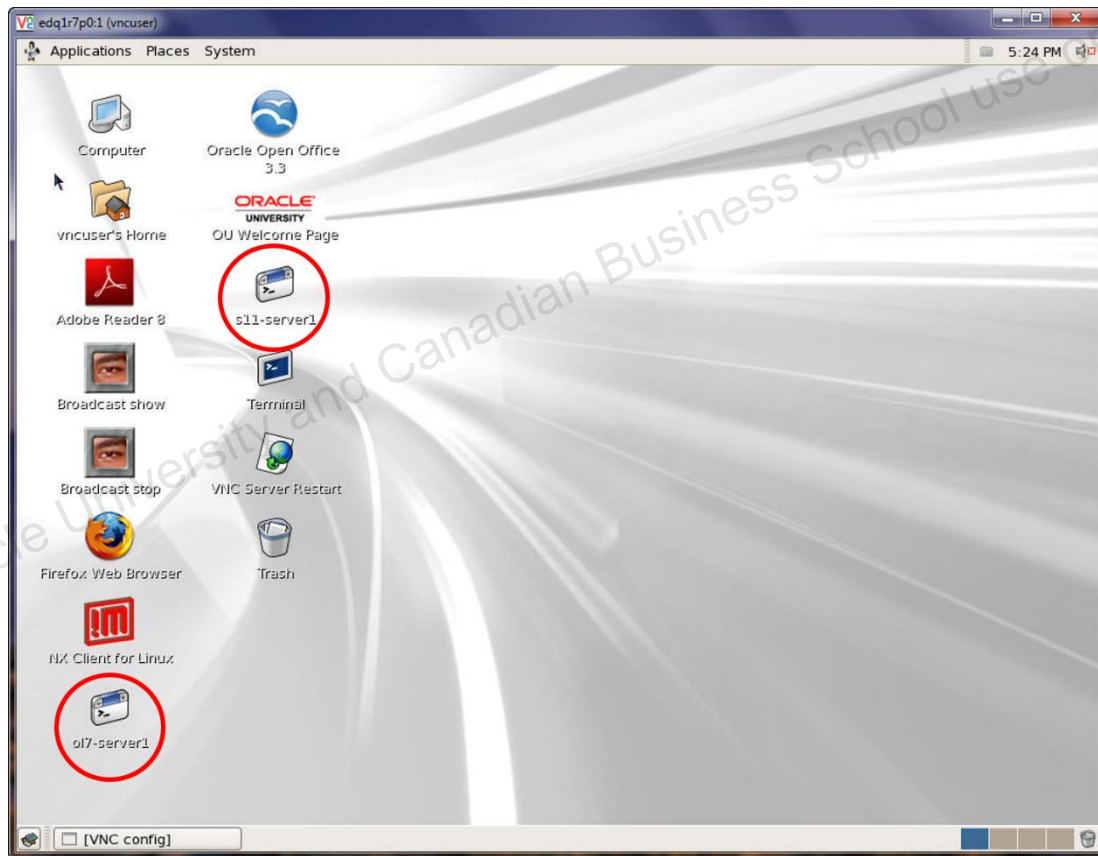 edq1r7p0:1 (vncuser)
Applications Places System
5:24 PM
Computer
Oracle Open Office
3.3
vncuser's Home
ORACLE
UNIVERSITY
OU Welcome Page
Adobe Reader 8
s11-server1
Broadcast show
Terminal
Broadcast stop
VNC Server Restart
Firefox Web Browser
Trash
!M
NX Client for Linux
ol7-server1
[VNC config]
le University and Canadian Business School use o